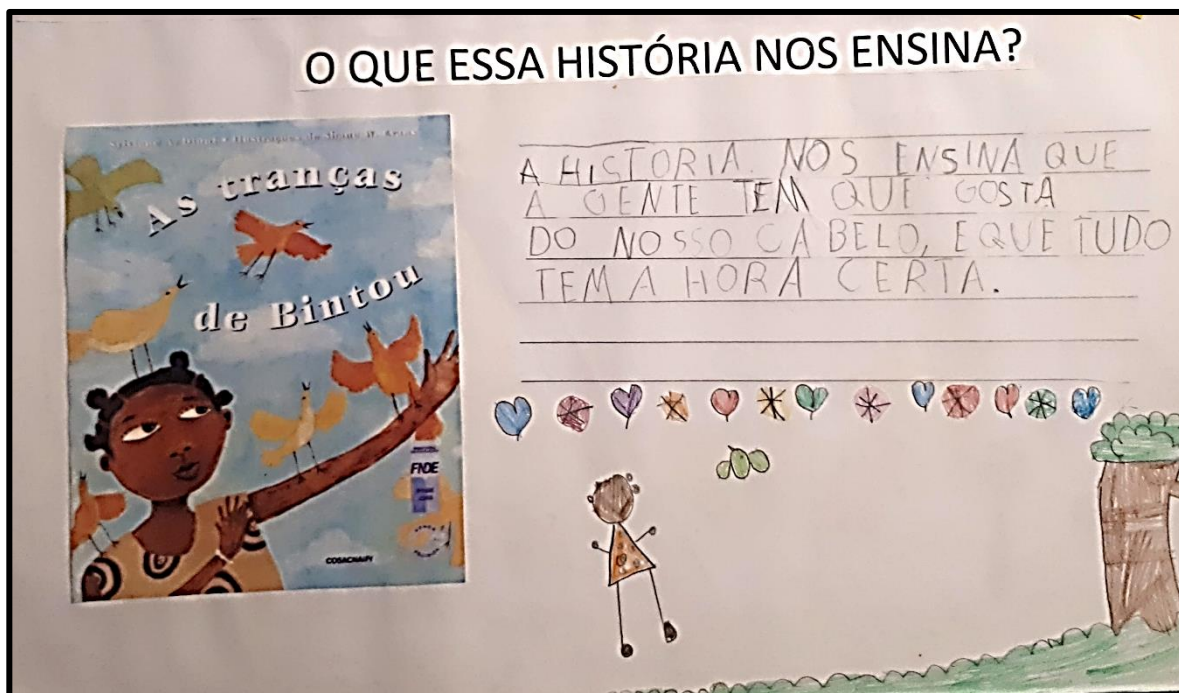 O QUE ESSA HISTÓRIA NOS ENSINA?
As tranças
de Bintou
FNDE
COSACNAIFY
A HISTORIA NOS ENSINA QUE
A GENTE TEM QUE GOSTA
DO NOSSO CABELO, E QUE TUDO
TEM A HORA CERTA.